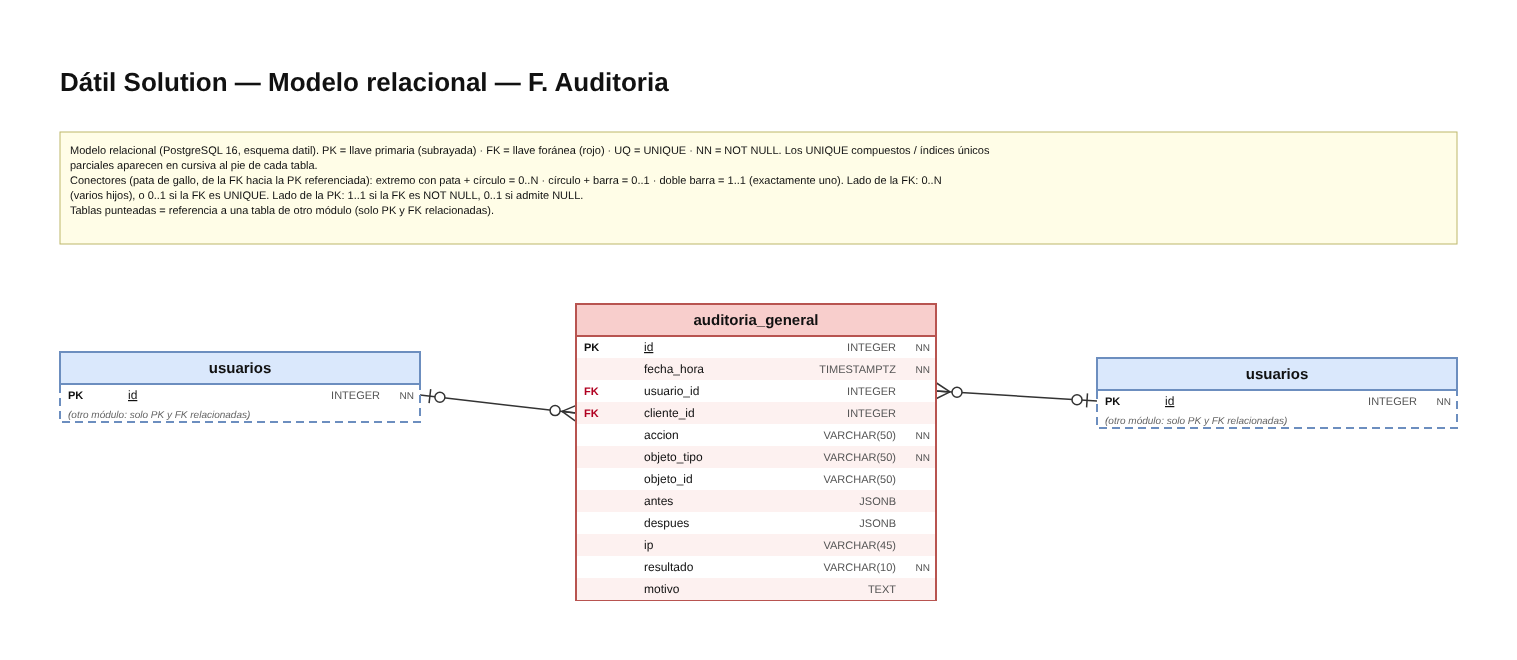 Dátil Solution — Modelo relacional — F. Auditoria
Modelo relacional (PostgreSQL 16, esquema datil). PK = llave primaria (subrayada) · FK = llave foránea (rojo) · UQ = UNIQUE · NN = NOT NULL. Los UNIQUE compuestos / índices únicos
parciales aparecen en cursiva al pie de cada tabla.
Conectores (pata de gallo, de la FK hacia la PK referenciada): extremo con pata + círculo = 0..N · círculo + barra = 0..1 · doble barra = 1..1 (exactamente uno). Lado de la FK: 0..N
(varios hijos), o 0..1 si la FK es UNIQUE. Lado de la PK: 1..1 si la FK es NOT NULL, 0..1 si admite NULL.
Tablas punteadas = referencia a una tabla de otro módulo (solo PK y FK relacionadas).
usuarios
PK id INTEGER NN
(otro módulo: solo PK y FK relacionadas)
auditoria_general
PK id INTEGER NN
fecha_hora TIMESTAMPTZ NN
FK usuario_id INTEGER
FK cliente_id INTEGER
accion VARCHAR(50) NN
objeto_tipo VARCHAR(50) NN
objeto_id VARCHAR(50)
antes JSONB
despues JSONB
ip VARCHAR(45)
resultado VARCHAR(10) NN
motivo TEXT
usuarios
PK id INTEGER NN
(otro módulo: solo PK y FK relacionadas)